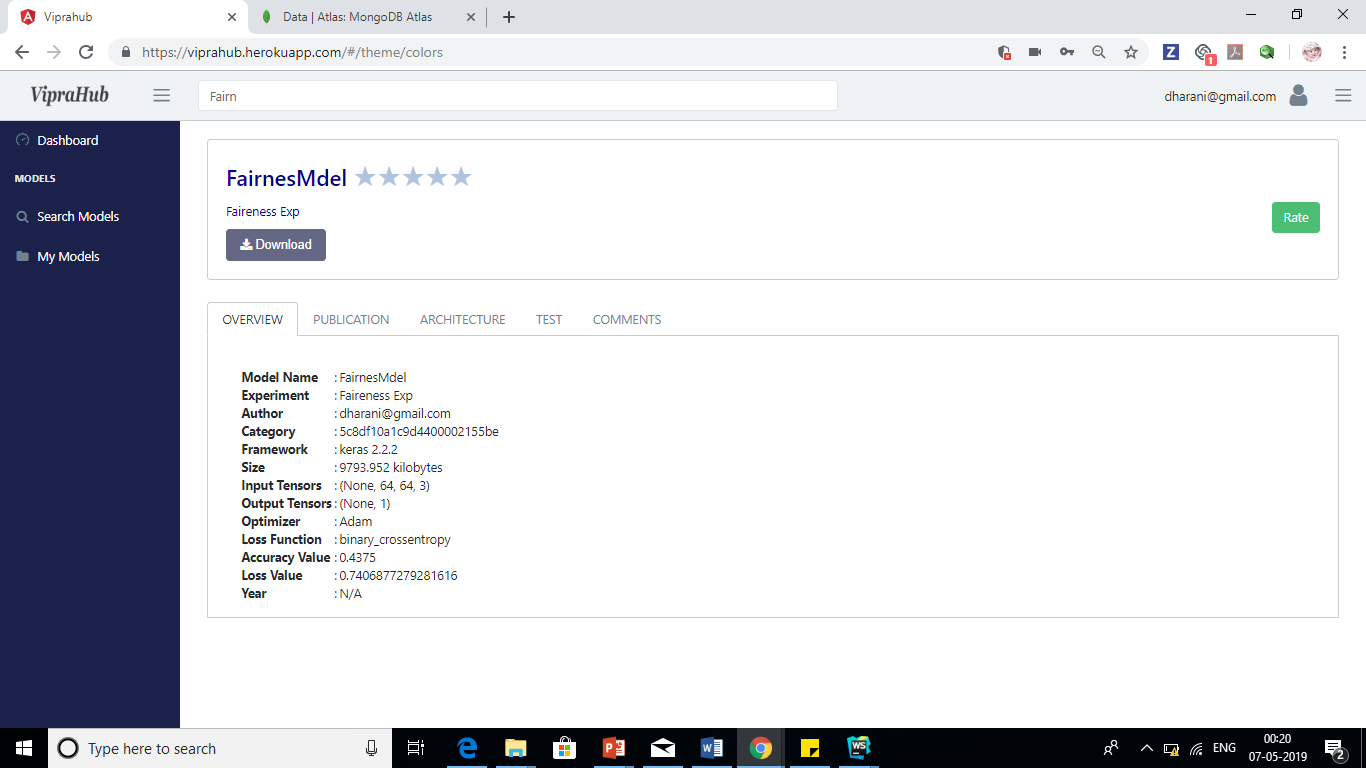 Viprahub
Data | Atlas: MongoDB Atlas
https://viprahub.herokuapp.com/#/theme/colors
Z
1
VipraHub
Fairn
dharani@gmail.com
Dashboard
MODELS
Search Models
My Models
FairnesMdel
Faireness Exp
Download
Rate
OVERVIEW PUBLICATION ARCHITECTURE TEST COMMENTS
Model Name : FairnesMdel
Experiment : Faireness Exp
Author : dharani@gmail.com
Category : 5c8df10a1c9d4400002155be
Framework : keras 2.2.2
Size : 9793.952 kilobytes
Input Tensors : (None, 64, 64, 3)
Output Tensors : (None, 1)
Optimizer : Adam
Loss Function : binary_crossentropy
Accuracy Value : 0.4375
Loss Value : 0.7406877279281616
Year : N/A
Type here to search
ENG
00:20
07-05-2019
2